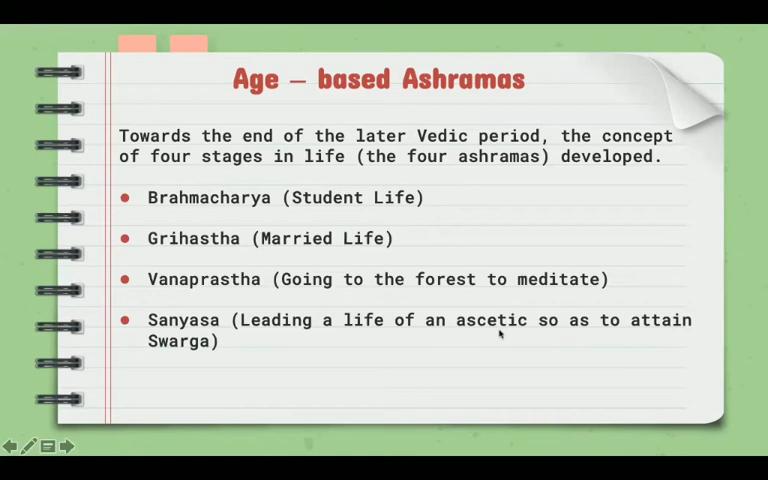 Age – based Ashramas
Towards the end of the later Vedic period, the concept
of four stages in life (the four ashramas) developed.
● Brahmacharya (Student Life)
● Grihastha (Married Life)
● Vanaprastha (Going to the forest to meditate)
● Sanyasa (Leading a life of an ascetic so as to attain
Swarga)